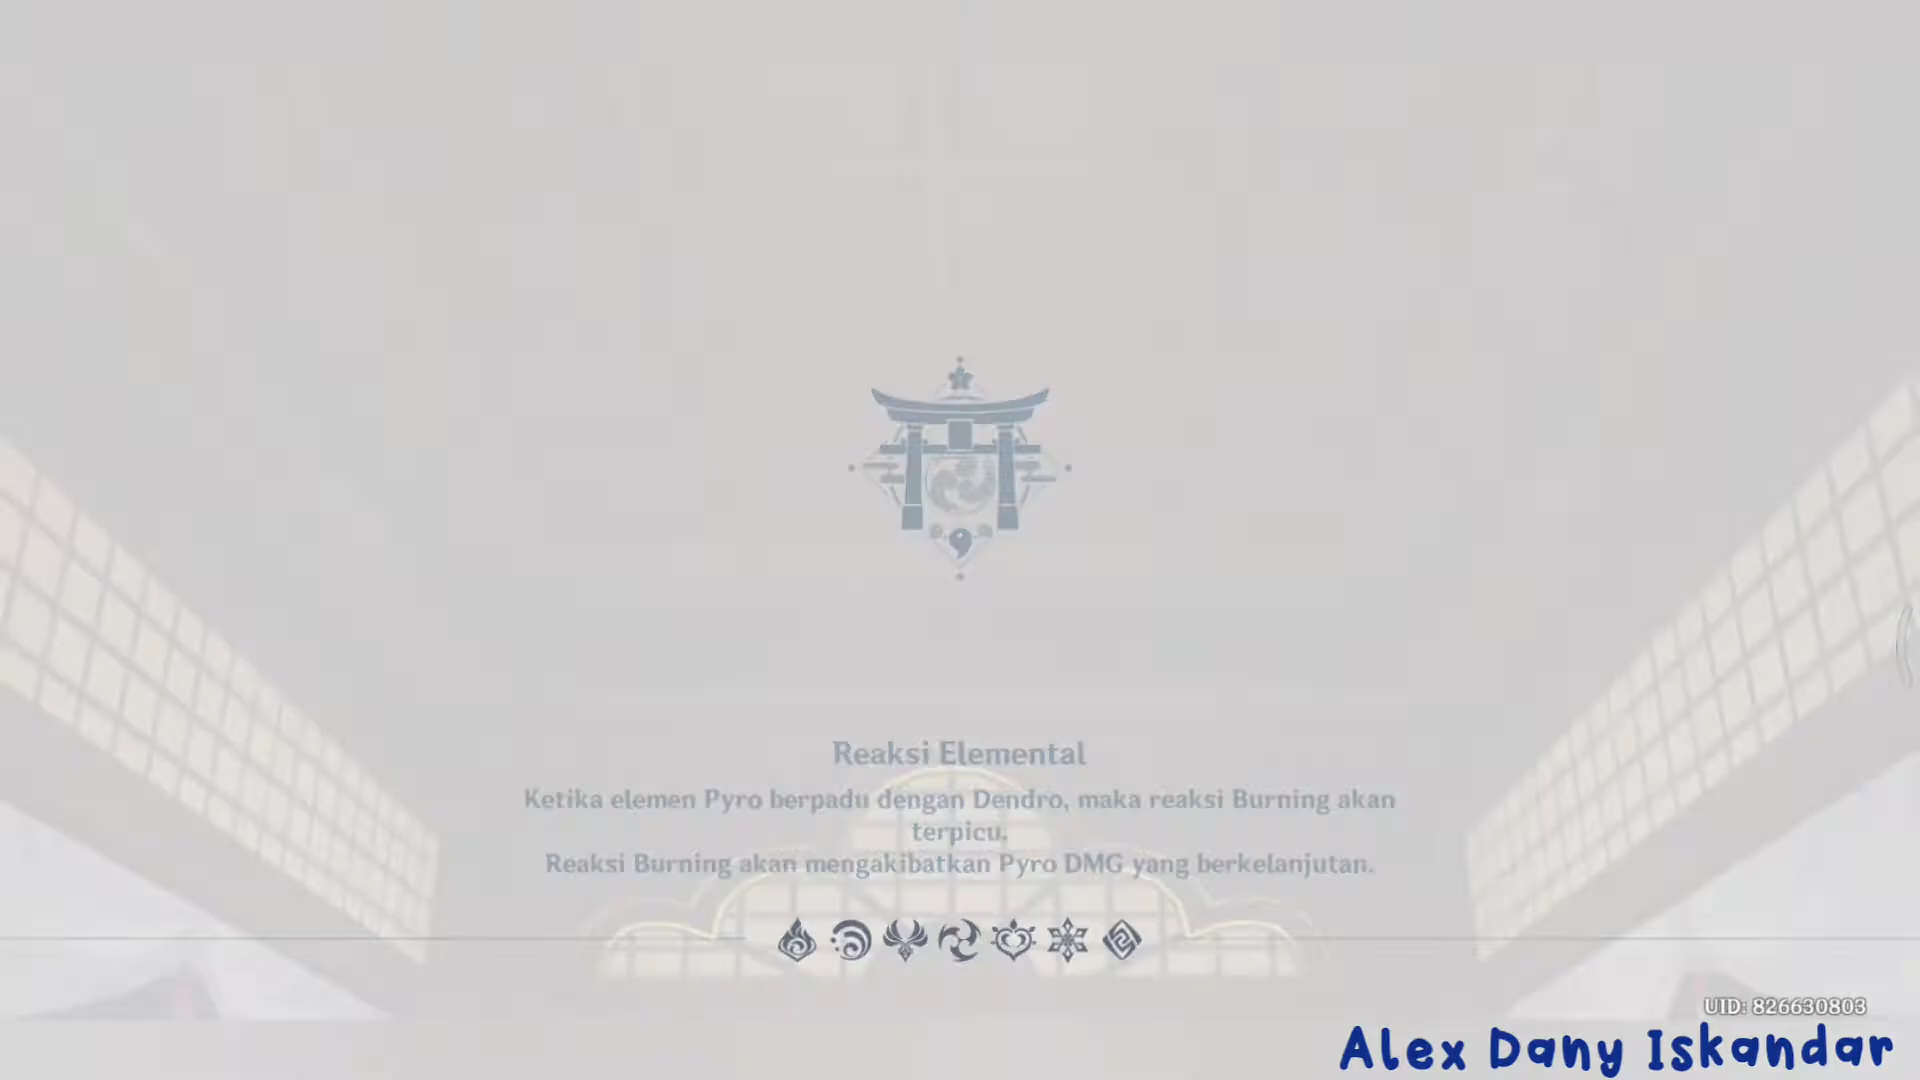 Reaksi Elemental
Ketika elemen Pyro berpadu dengan Dendro, maka reaksi Burning akan
terpicu.
Reaksi Burning akan mengakibatkan Pyro DMG yang berkelanjutan.
UID: 826630803
Alex Dany Iskandar